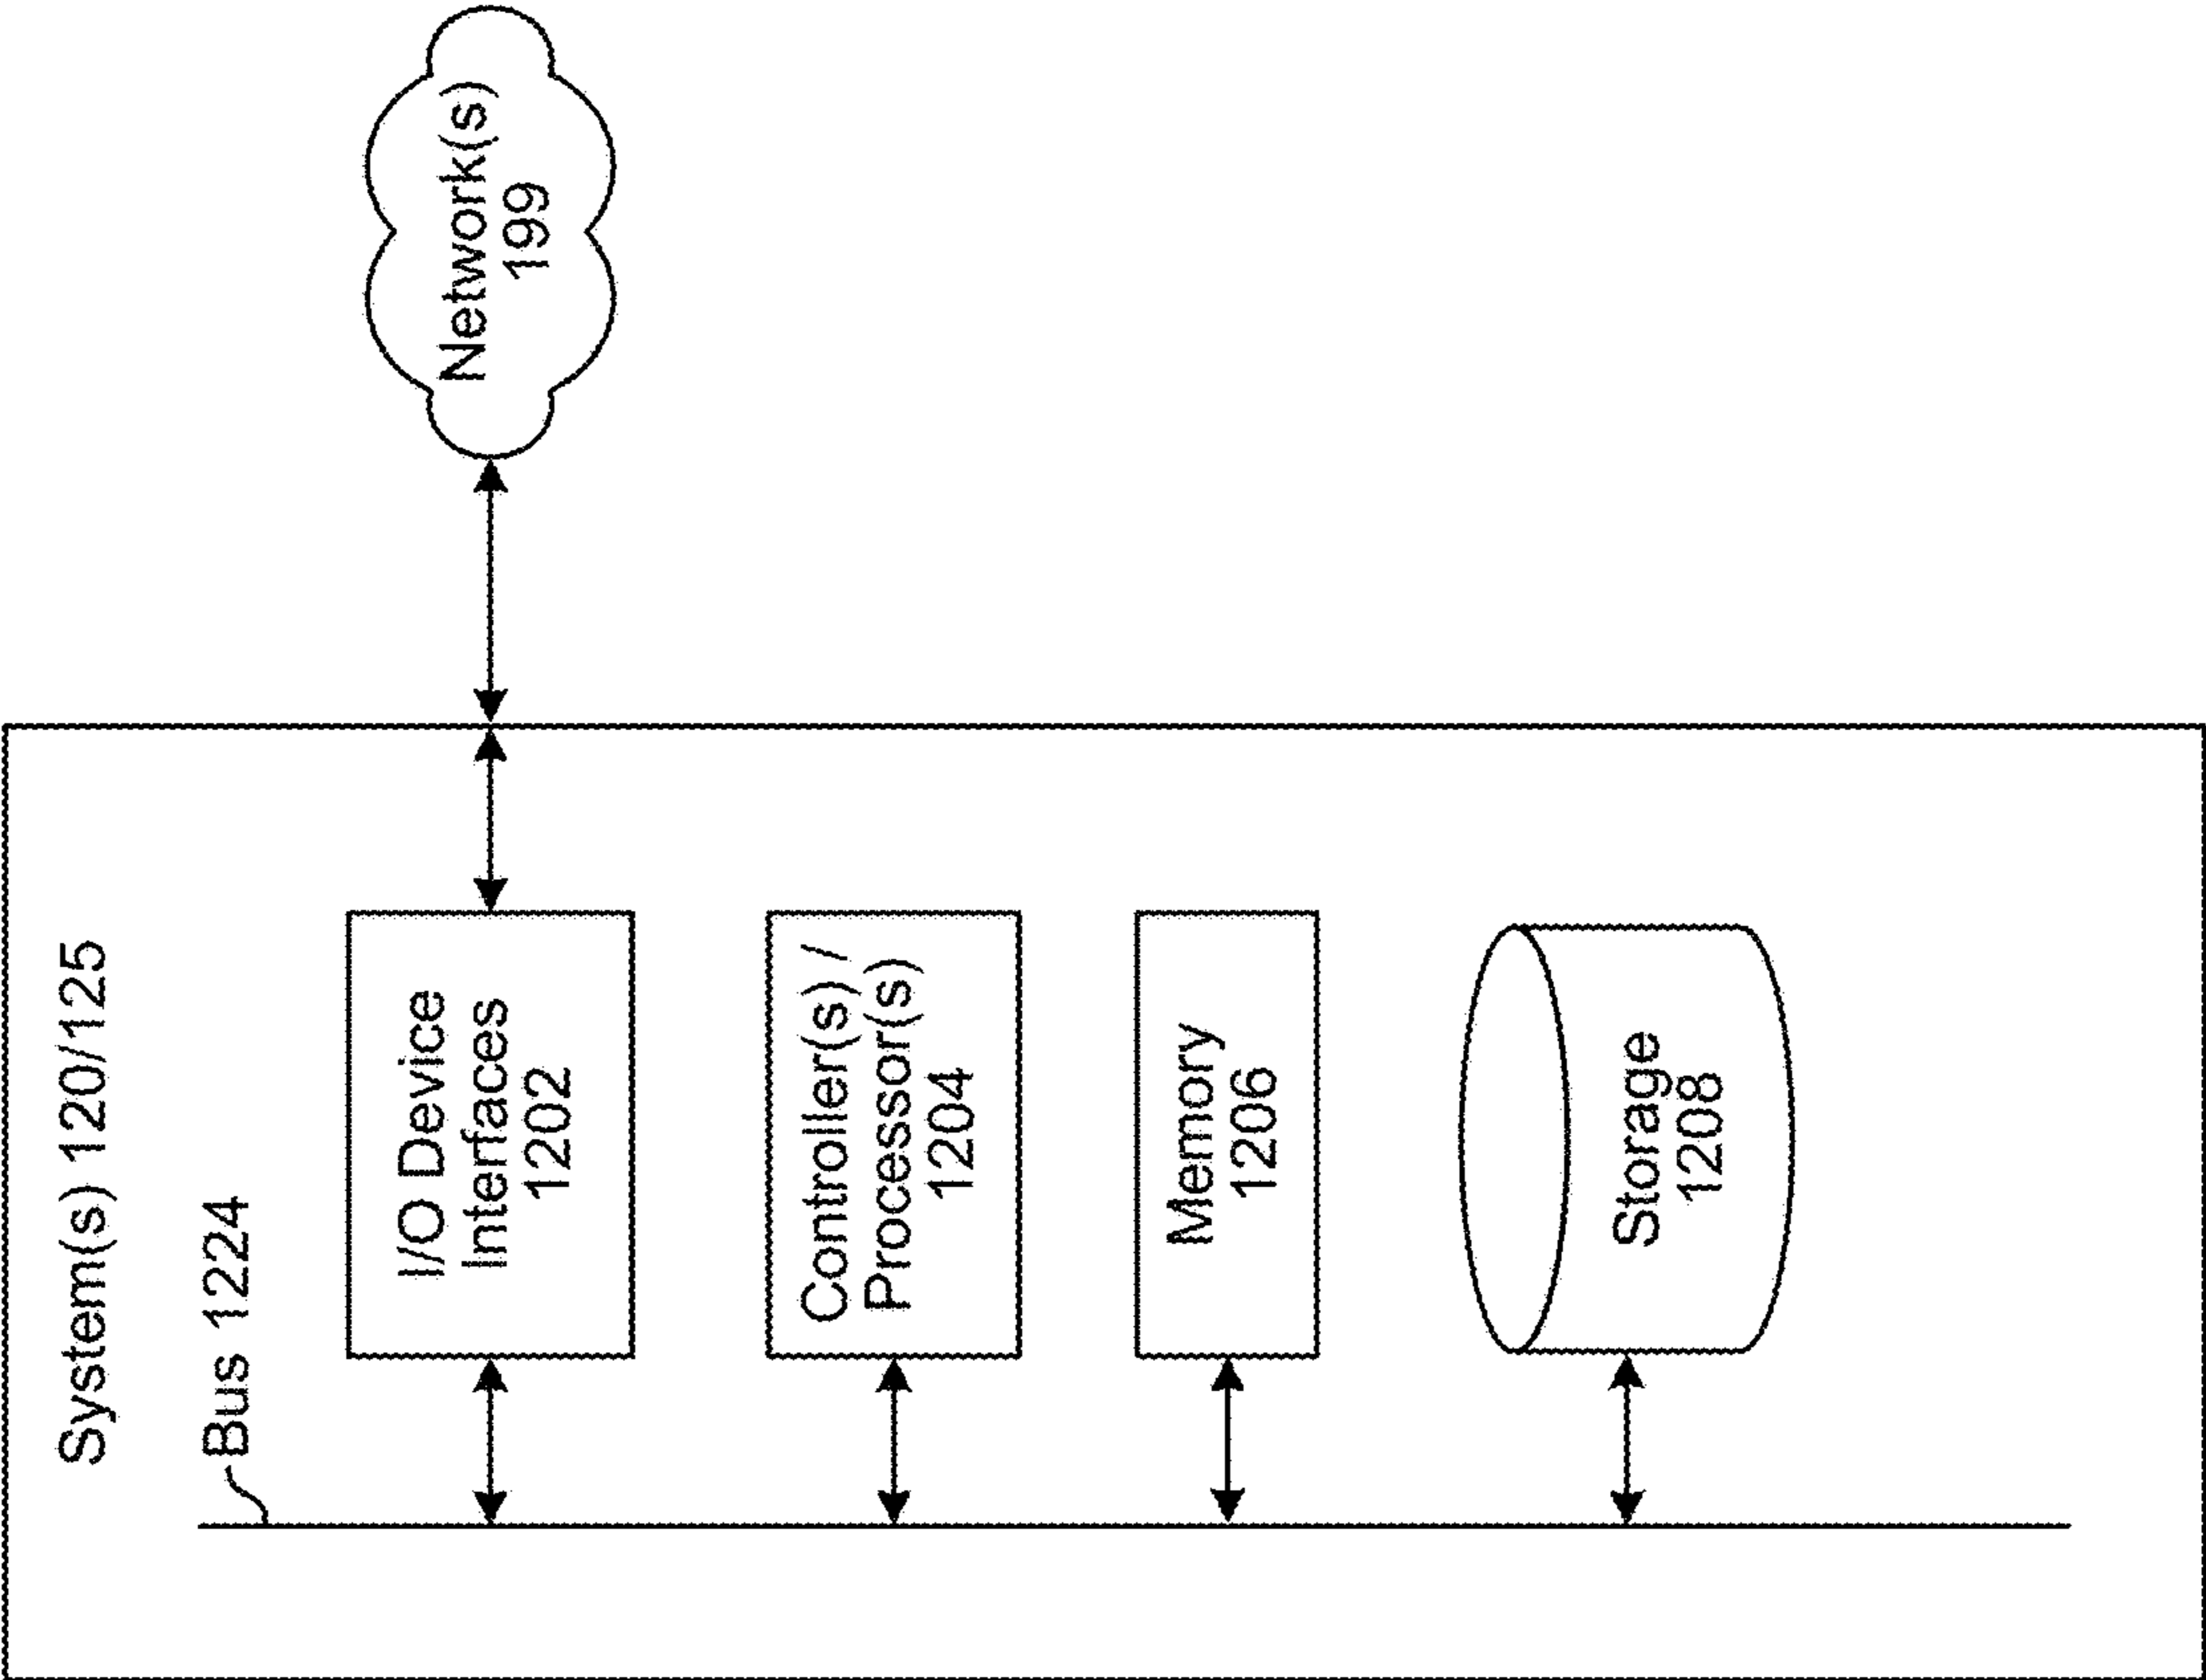 System(s) 120/125
Bus 1224
I/O Device
Interfaces
1202
Network(s)
199
Controller(s) /
Processor(s)
1204
Memory
1206
Storage
1208